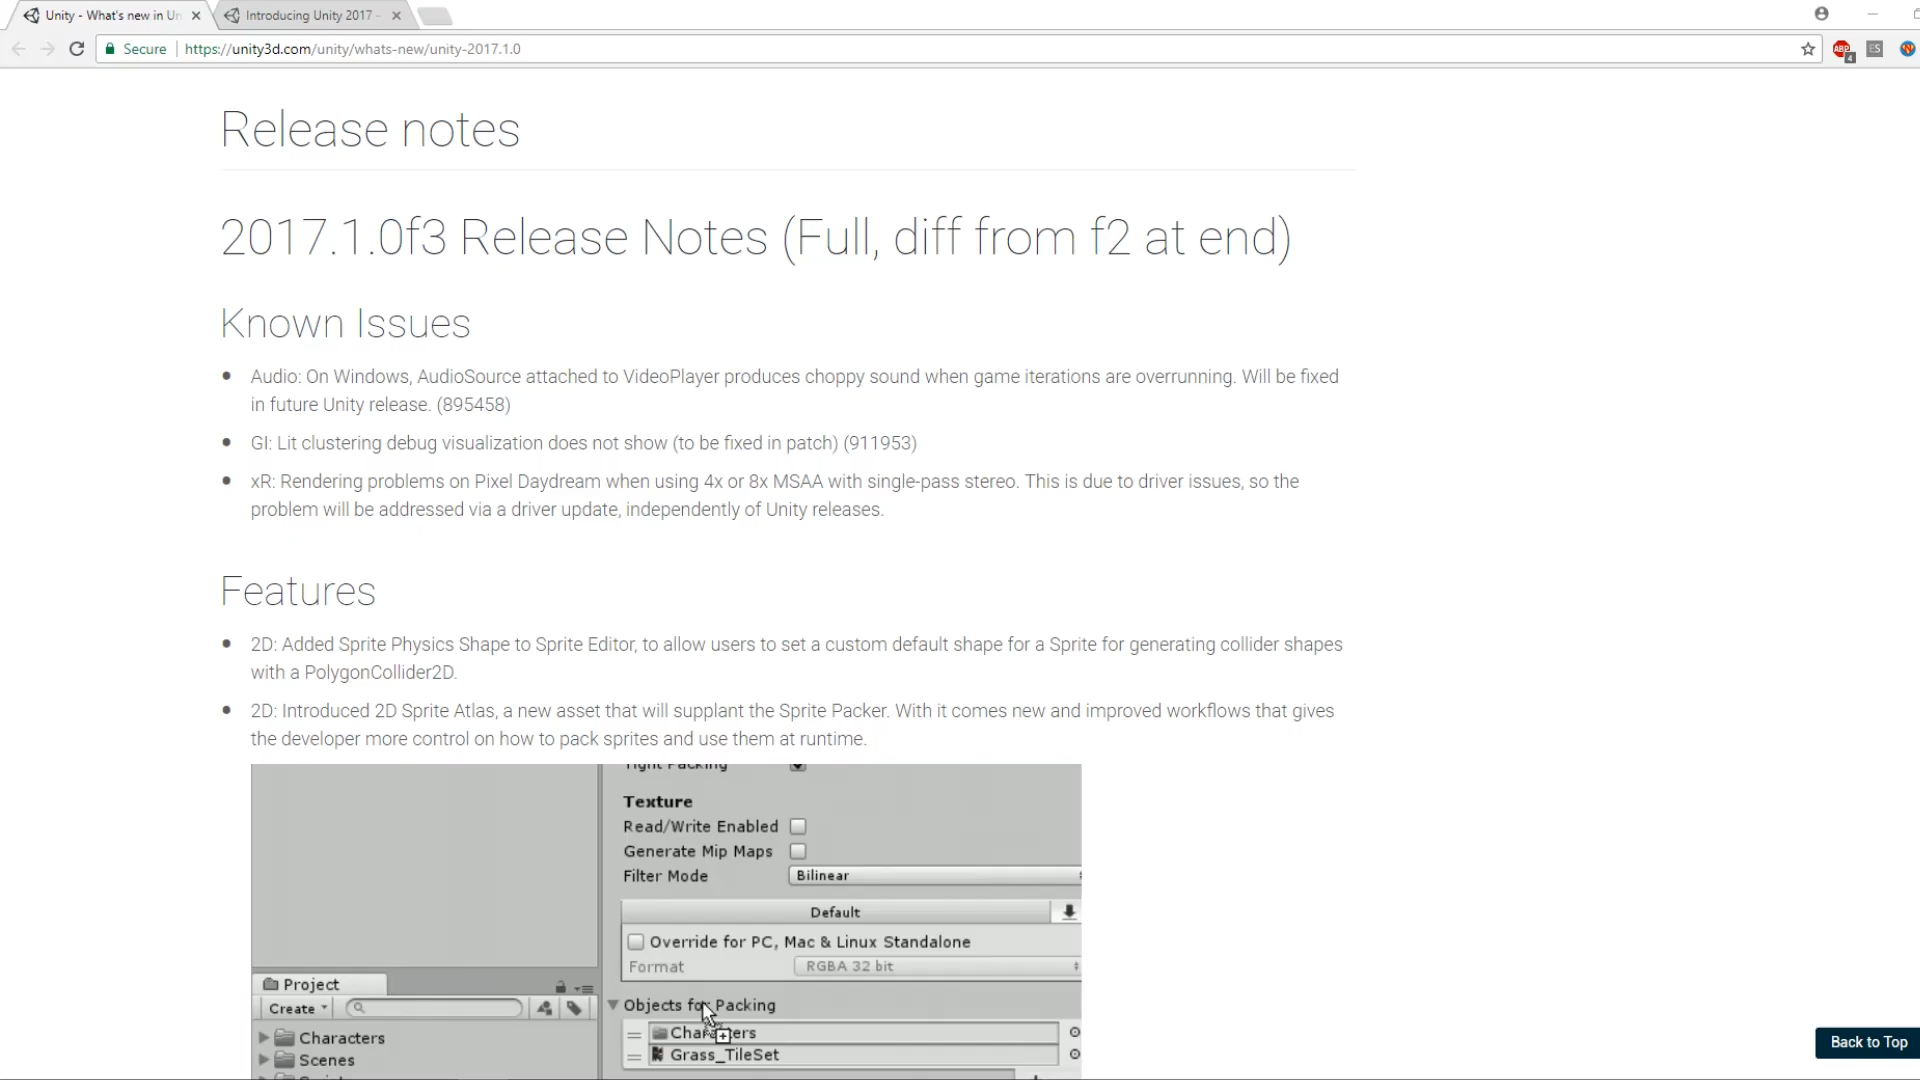 Unity - What's new in Un
Introducing Unity 2017 -
Secure
https://unity3d.com/unity/whats-new/unity-2017.1.0
ABP
4
ES
Release notes
2017.1.0f3 Release Notes (Full, diff from f2 at end)
Known Issues
Audio: On Windows, AudioSource attached to VideoPlayer produces choppy sound when game iterations are overrunning. Will be fixed
in future Unity release. (895458)
GI: Lit clustering debug visualization does not show (to be fixed in patch) (911953)
xR: Rendering problems on Pixel Daydream when using 4x or 8x MSAA with single-pass stereo. This is due to driver issues, so the
problem will be addressed via a driver update, independently of Unity releases.
Features
2D: Added Sprite Physics Shape to Sprite Editor, to allow users to set a custom default shape for a Sprite for generating collider shapes
with a PolygonCollider2D.
2D: Introduced 2D Sprite Atlas, a new asset that will supplant the Sprite Packer. With it comes new and improved workflows that gives
the developer more control on how to pack sprites and use them at runtime.
Tight Packing
Texture
Read/Write Enabled
Generate Mip Maps
Filter Mode Bilinear
Default
Override for PC, Mac & Linux Standalone
Format RGBA 32 bit
Project
Create
Objects for Packing
Characters
Grass_TileSet
Characters
Scenes
Back to Top